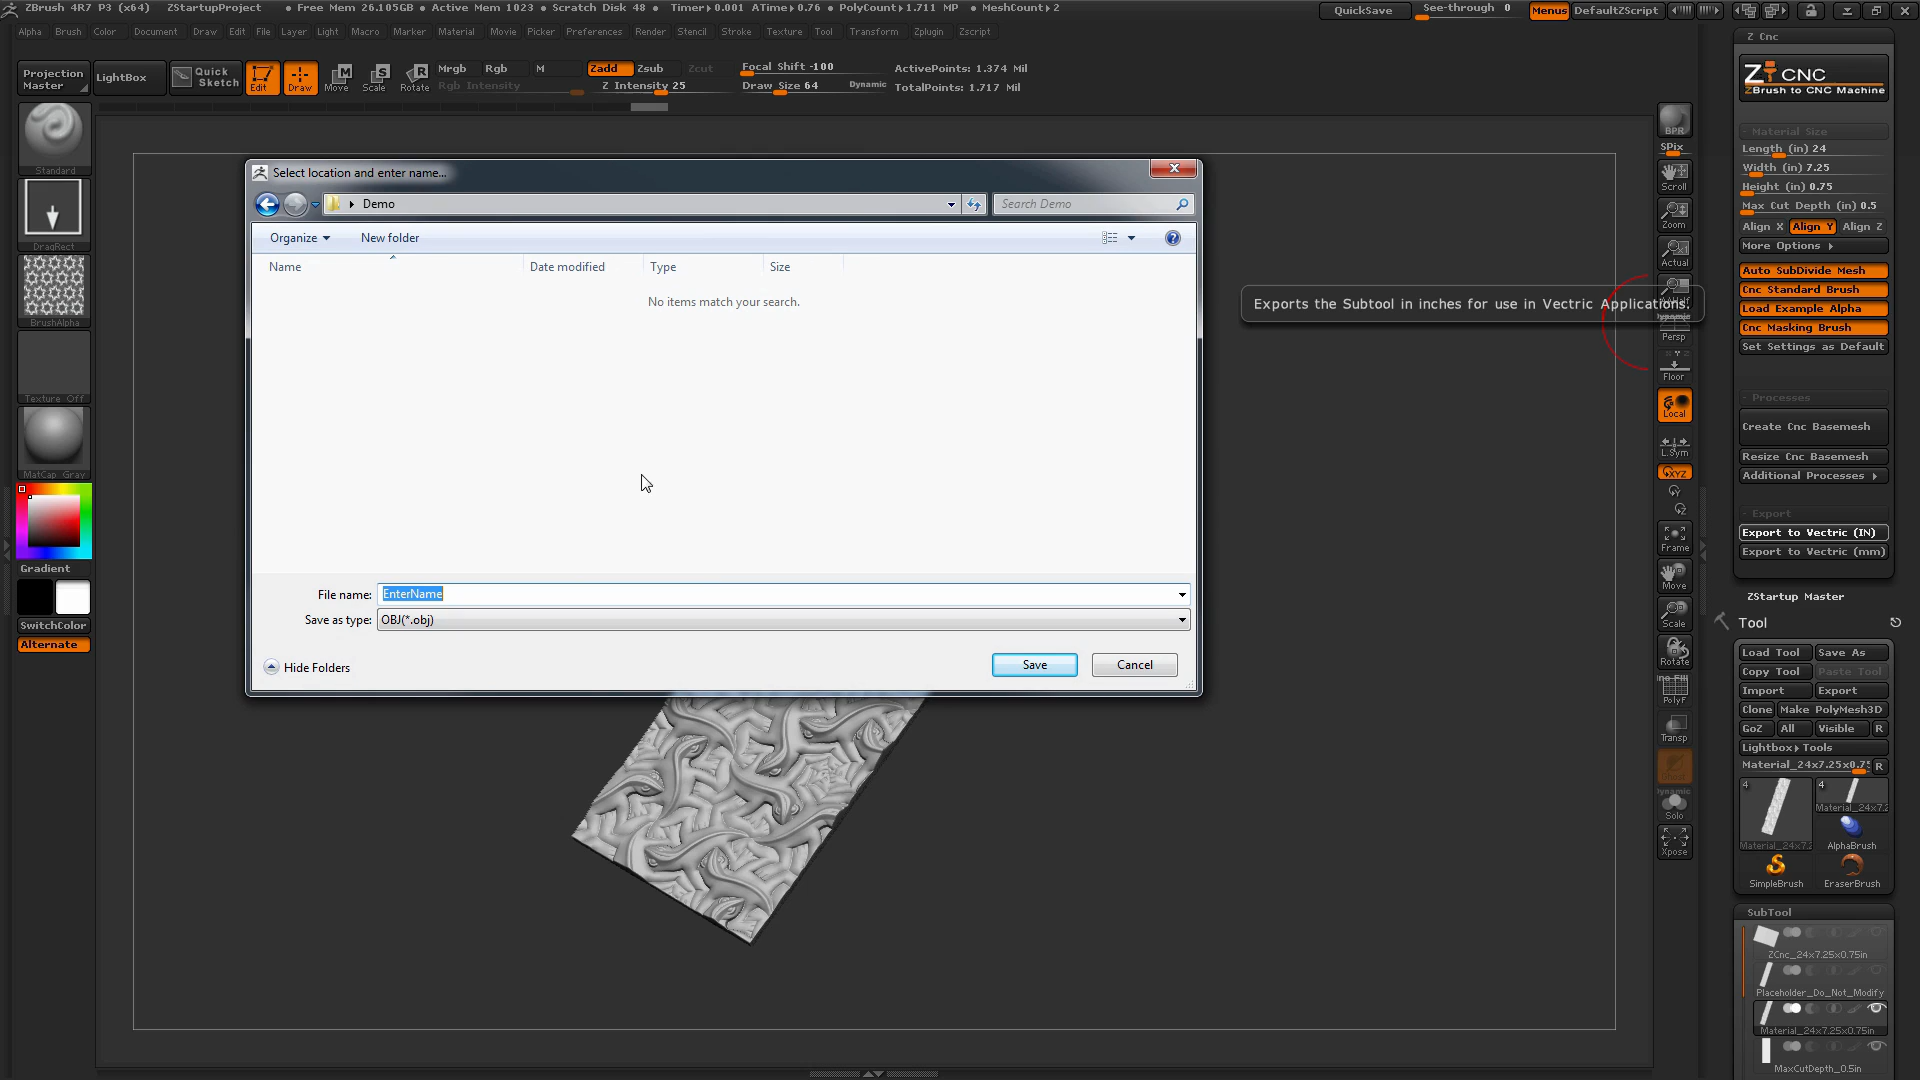 ZBrush 4R7 P3 (x64) ZStartupProject • Free Mem 26.105GB • Active Mem 1023 • Scratch Disk 48 • Timer▸0.001 ATime▸0.76 • PolyCount▸1.711 MP • MeshCount▸2
QuickSave See-through 0 Menus DefaultZScript
Alpha Brush Color Document Draw Edit File Layer Light Macro Marker Material Movie Picker Preferences Render Stencil Stroke Texture Tool Transform Zplugin Zscript
Projection Master
LightBox
Quick Sketch
Edit
Draw
Move
Scale
Rotate
Mrgb Rgb M
Rgb Intensity
Zadd Zsub Zcut
Z Intensity 25
Focal Shift -100
Draw Size 64 Dynamic
ActivePoints: 1.374 Mil
TotalPoints: 1.717 Mil
Standard
DragRect
BrushAlpha
Texture Off
MatCap Gray
Gradient
SwitchColor
Alternate
Select location and enter name...
Demo
Search Demo
Organize New folder
Name Date modified Type Size
No items match your search.
File name: EnterName
Save as type: OBJ(*.obj)
Hide Folders Save Cancel
Exports the Subtool in inches for use in Vectric Applications.
BPR
SPix
Scroll
Zoom
Actual
Dynamic
Persp
Floor
Local
L.Sym
XYZ
Frame
Move
Scale
Rotate
PolyF
Transp
Dynamic
Solo
Xpose
Z Cnc
Z CNC
ZBrush to CNC Machine
Material Size
Length (in) 24
Width (in) 7.25
Height (in) 0.75
Max Cut Depth (in) 0.5
Align X Align Y Align Z
More Options
Auto SubDivide Mesh
Cnc Standard Brush
Load Example Alpha
Cnc Masking Brush
Set Settings as Default
Processes
Create Cnc Basemesh
Resize Cnc Basemesh
Additional Processes
Export
Export to Vectric (IN)
Export to Vectric (mm)
ZStartup Master
Tool
Load Tool Save As
Copy Tool Paste Tool
Import Export
Clone Make PolyMesh3D
GoZ All Visible R
Lightbox▸Tools
Material_24x7.25x0.75 R
4 4
Material_24x7.2
Material_24x7.2
AlphaBrush
SimpleBrush EraserBrush
SubTool
ZCnc_24x7.25x0.75in
Placeholder_Do_Not_Modify
Material_24x7.25x0.75in
MaxCutDepth_0.5in